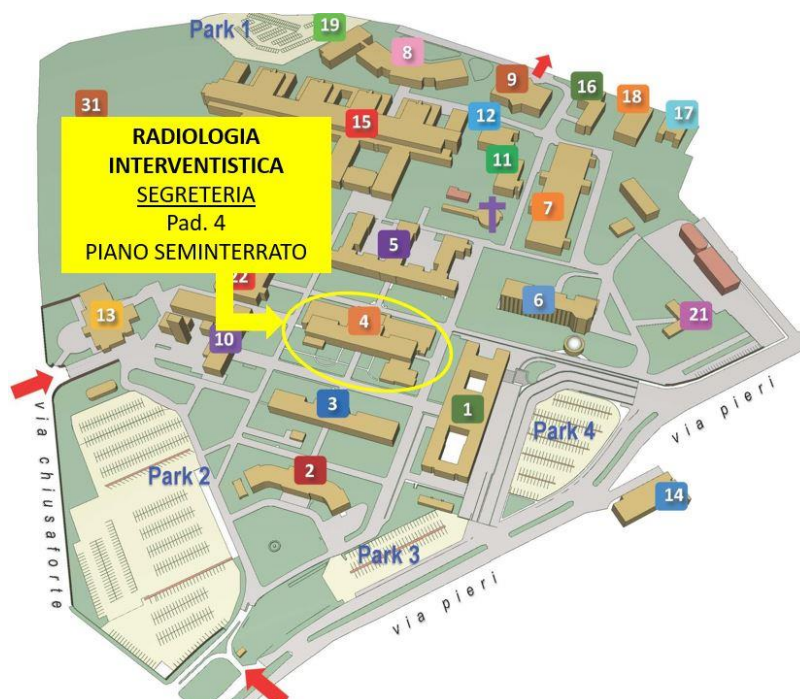 Park 1
19
8
9
31
16
18
17
15
12
RADIOLOGIA
INTERVENTISTICA
SEGRETERIA
Pad. 4
PIANO SEMINTERRATO
11
7
5
22
6
13
4
21
10
3
1
Park 4
via pieri
2
Park 2
14
via chiusaforte
Park 3
via pieri